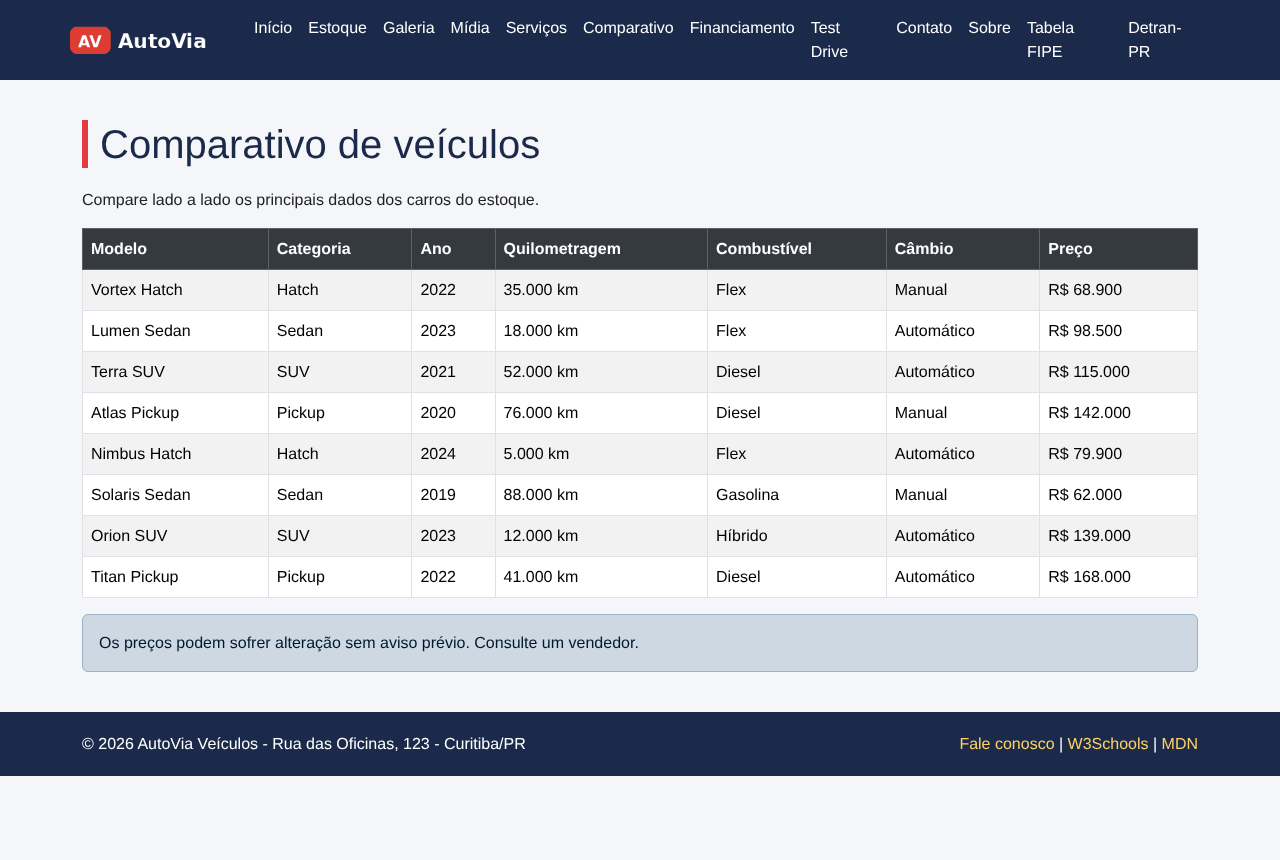 AV AutoVia
Início Estoque Galeria Mídia Serviços Comparativo Financiamento Test Drive Contato Sobre Tabela FIPE Detran-PR
Comparativo de veículos
Compare lado a lado os principais dados dos carros do estoque.
Modelo Categoria Ano Quilometragem Combustível Câmbio Preço
Vortex Hatch Hatch 2022 35.000 km Flex Manual R$ 68.900
Lumen Sedan Sedan 2023 18.000 km Flex Automático R$ 98.500
Terra SUV SUV 2021 52.000 km Diesel Automático R$ 115.000
Atlas Pickup Pickup 2020 76.000 km Diesel Manual R$ 142.000
Nimbus Hatch Hatch 2024 5.000 km Flex Automático R$ 79.900
Solaris Sedan Sedan 2019 88.000 km Gasolina Manual R$ 62.000
Orion SUV SUV 2023 12.000 km Híbrido Automático R$ 139.000
Titan Pickup Pickup 2022 41.000 km Diesel Automático R$ 168.000
Os preços podem sofrer alteração sem aviso prévio. Consulte um vendedor.
© 2026 AutoVia Veículos - Rua das Oficinas, 123 - Curitiba/PR
Fale conosco | W3Schools | MDN